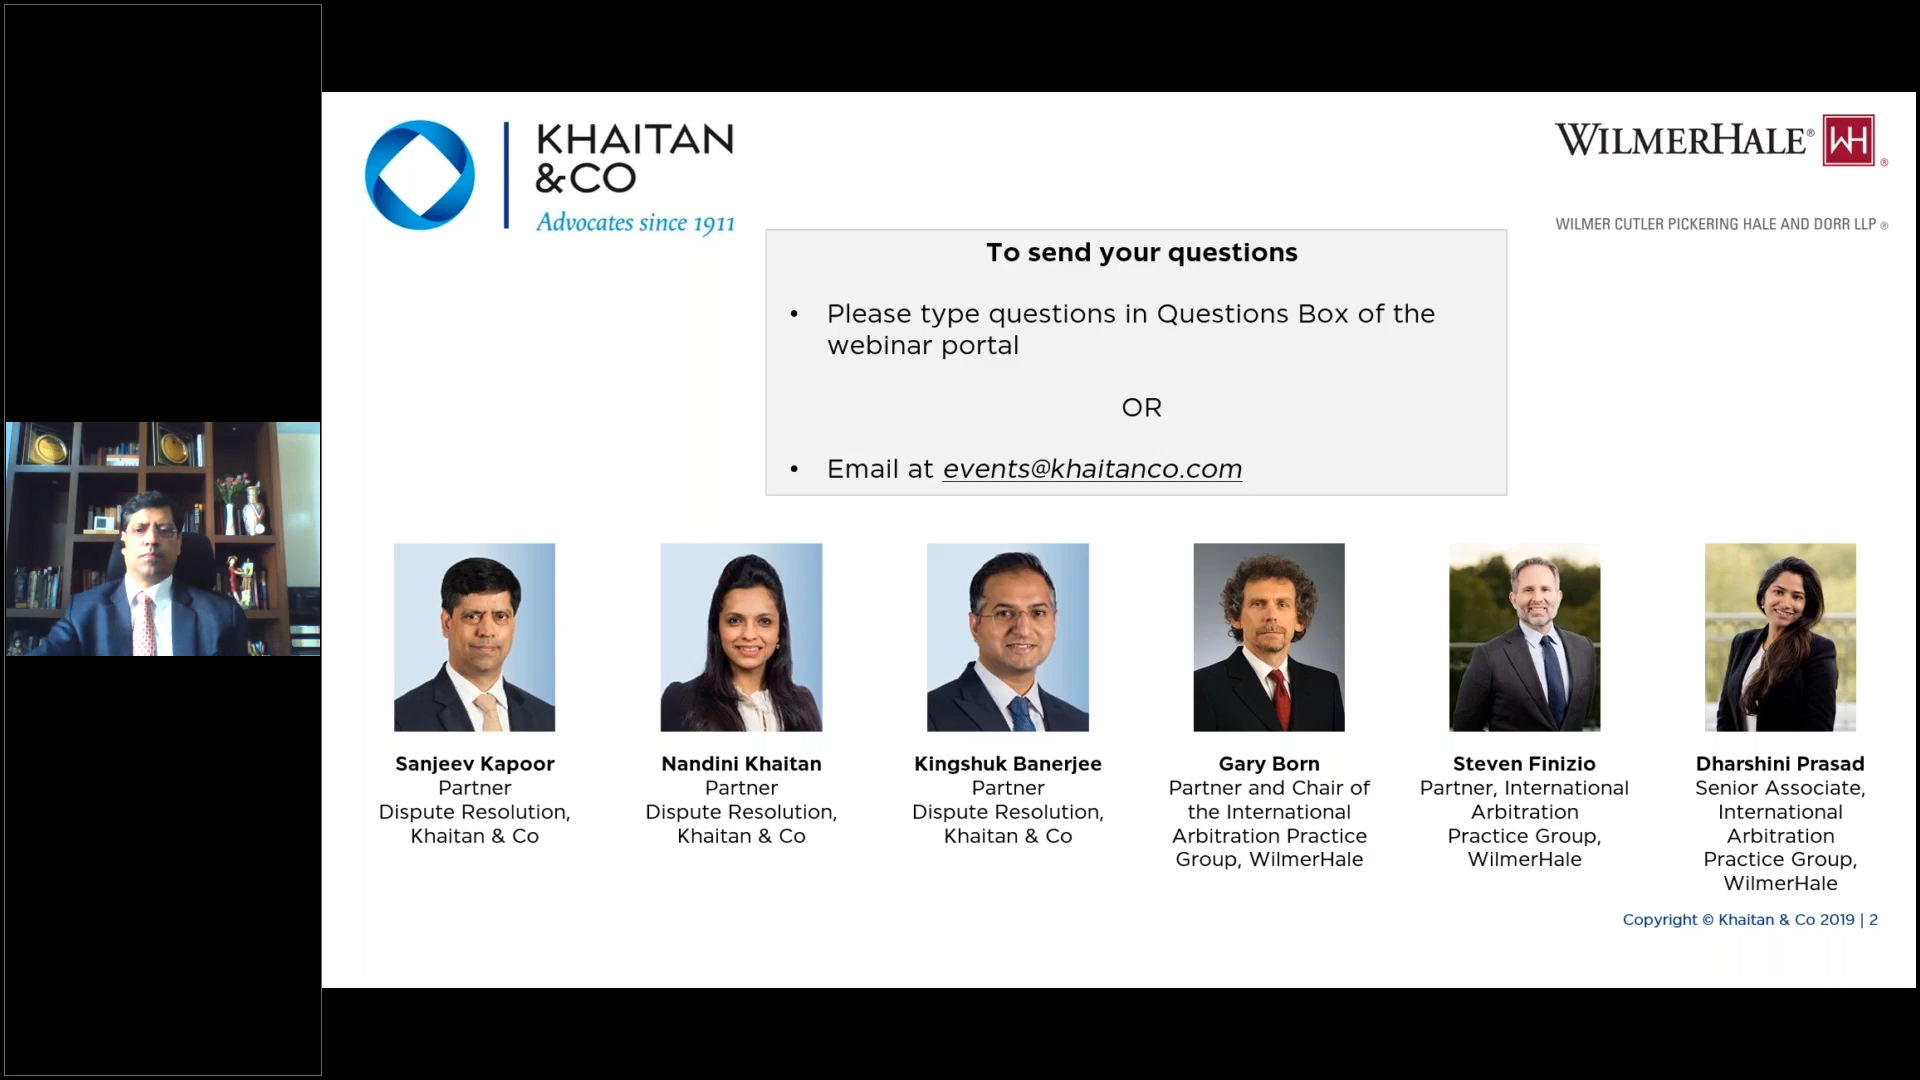 KHAITAN
&CO
Advocates since 1911
WILMERHALE® WH ®
WILMER CUTLER PICKERING HALE AND DORR LLP ®
To send your questions
• Please type questions in Questions Box of the
webinar portal
OR
• Email at events@khaitanco.com
Sanjeev Kapoor
Partner
Dispute Resolution,
Khaitan & Co
Nandini Khaitan
Partner
Dispute Resolution,
Khaitan & Co
Kingshuk Banerjee
Partner
Dispute Resolution,
Khaitan & Co
Gary Born
Partner and Chair of
the International
Arbitration Practice
Group, WilmerHale
Steven Finizio
Partner, International
Arbitration
Practice Group,
WilmerHale
Dharshini Prasad
Senior Associate,
International
Arbitration
Practice Group,
WilmerHale
Copyright © Khaitan & Co 2019 | 2